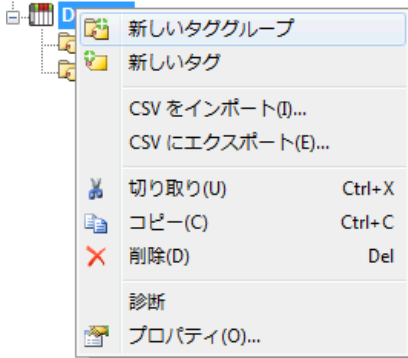 新しいタググループ
新しいタグ
CSV をインポート(I)...
CSV にエクスポート(E)...
切り取り(U) Ctrl+X
コピー(C) Ctrl+C
削除(D) Del
診断
プロパティ(O)...